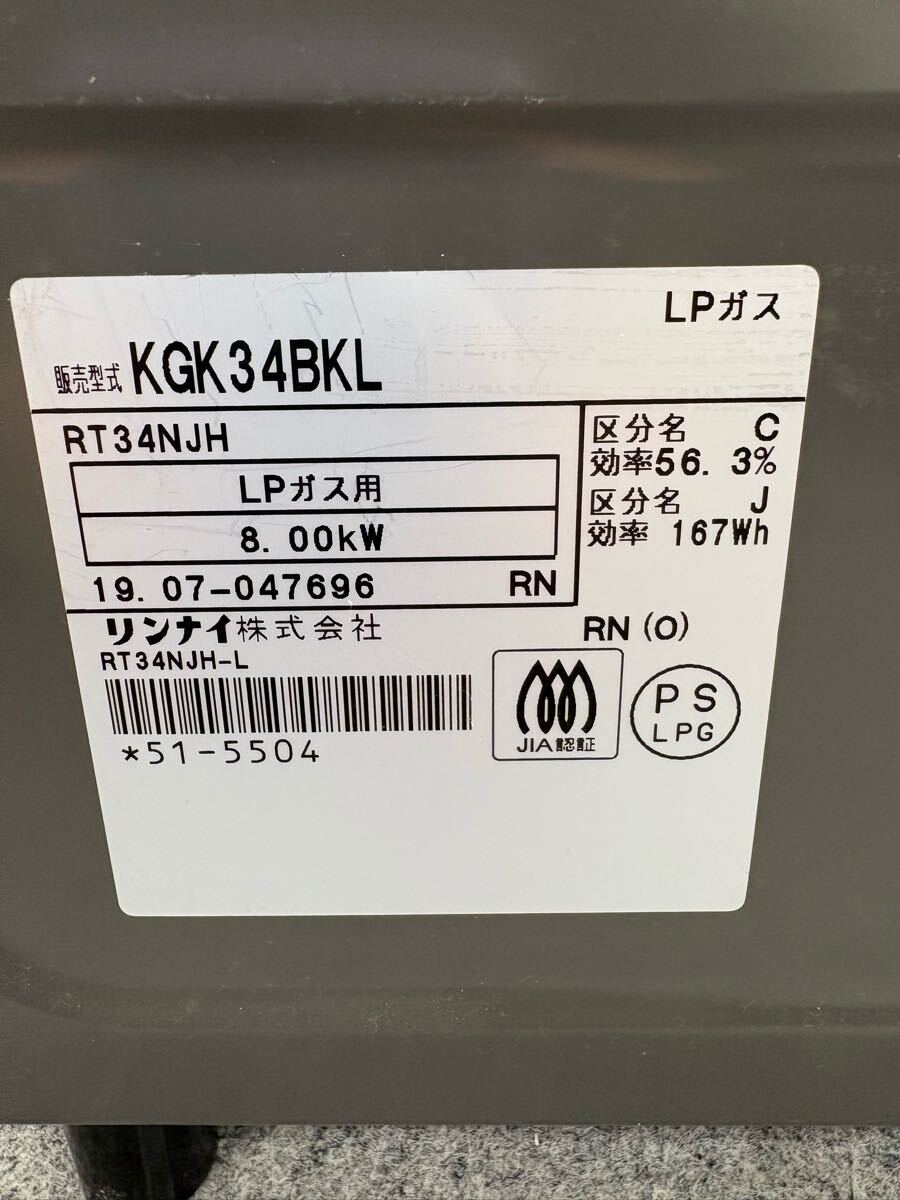 LPガス
販売型式 KGK34BKL
RT34NJH
LPガス用
8.00kW
19.07-047696 RN
区分名 C
効率56.3%
区分名 J
効率 167Wh
リンナイ株式会社
RN(O)
RT34NJH-L
*51-5504
JIA認証
PS
LPG